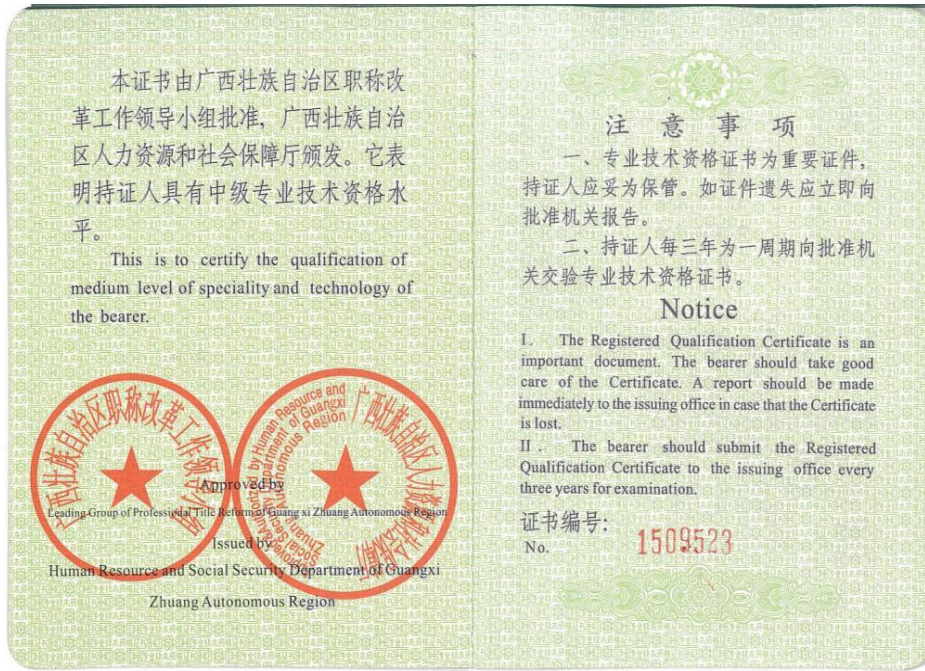 本证书由广西壮族自治区职称改
革工作领导小组批准，广西壮族自治
区人力资源和社会保障厅颁发。它表
明持证人具有中级专业技术资格水
平。
This is to certify the qualification of
medium level of speciality and technology of
the bearer.
广西壮族自治区职称改革工作领导小组
广西壮族自治区人力资源和社会保障厅
Approved by
Leading Group of Professional Title Reform of Guang xi Zhuang Autonomous Region
Issued by
Human Resource and Social Security Department of Guangxi
Zhuang Autonomous Region
注意事项
一、专业技术资格证书为重要证件，
持证人应妥为保管。如证件遗失应立即向
批准机关报告。
二、持证人每三年为一周期向批准机
关交验专业技术资格证书。
Notice
I. The Registered Qualification Certificate is an
important document. The bearer should take good
care of the Certificate. A report should be made
immediately to the issuing office in case that the Certificate
is lost.
II. The bearer should submit the Registered
Qualification Certificate to the issuing office every
three years for examination.
证书编号：
No. 1509523